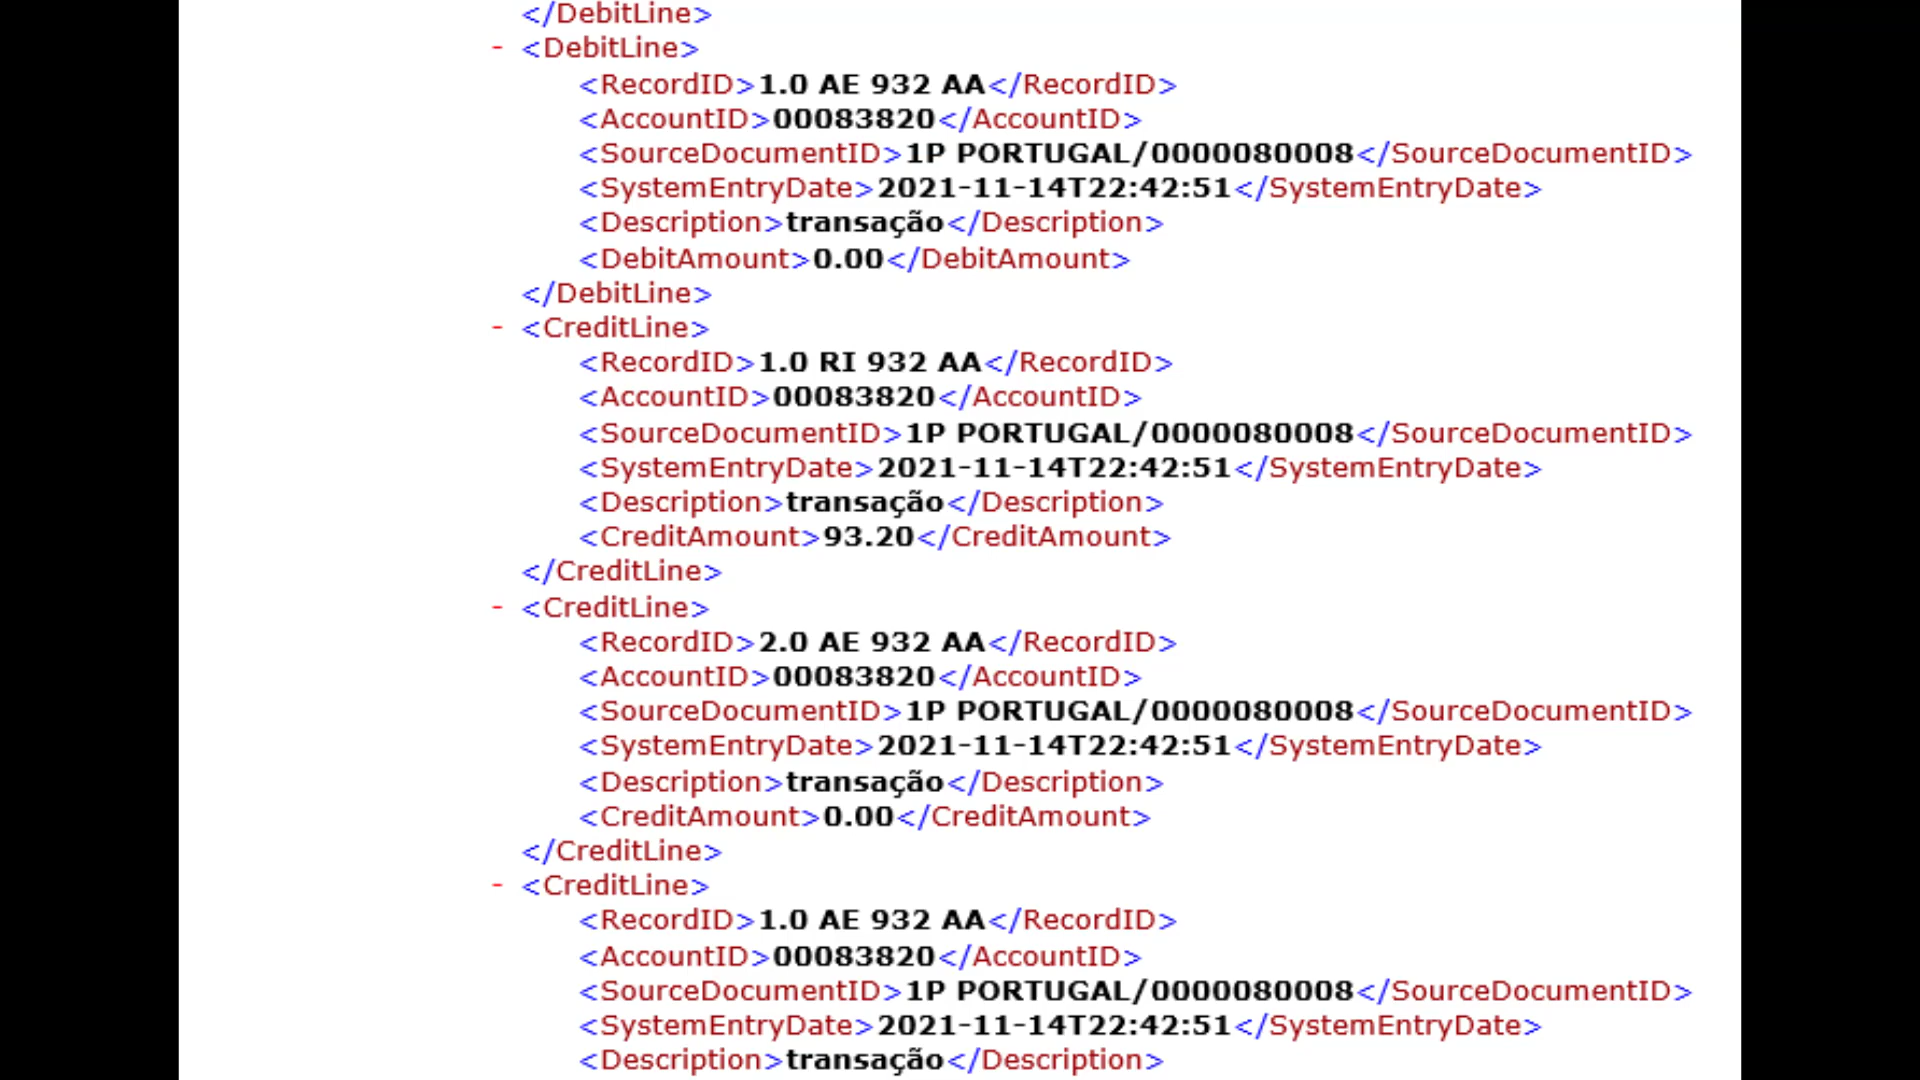 </DebitLine>
- <DebitLine>
<RecordID>1.0 AE 932 AA</RecordID>
<AccountID>00083820</AccountID>
<SourceDocumentID>1P PORTUGAL/0000080008</SourceDocumentID>
<SystemEntryDate>2021-11-14T22:42:51</SystemEntryDate>
<Description>transação</Description>
<DebitAmount>0.00</DebitAmount>
</DebitLine>
- <CreditLine>
<RecordID>1.0 RI 932 AA</RecordID>
<AccountID>00083820</AccountID>
<SourceDocumentID>1P PORTUGAL/0000080008</SourceDocumentID>
<SystemEntryDate>2021-11-14T22:42:51</SystemEntryDate>
<Description>transação</Description>
<CreditAmount>93.20</CreditAmount>
</CreditLine>
- <CreditLine>
<RecordID>2.0 AE 932 AA</RecordID>
<AccountID>00083820</AccountID>
<SourceDocumentID>1P PORTUGAL/0000080008</SourceDocumentID>
<SystemEntryDate>2021-11-14T22:42:51</SystemEntryDate>
<Description>transação</Description>
<CreditAmount>0.00</CreditAmount>
</CreditLine>
- <CreditLine>
<RecordID>1.0 AE 932 AA</RecordID>
<AccountID>00083820</AccountID>
<SourceDocumentID>1P PORTUGAL/0000080008</SourceDocumentID>
<SystemEntryDate>2021-11-14T22:42:51</SystemEntryDate>
<Description>transação</Description>